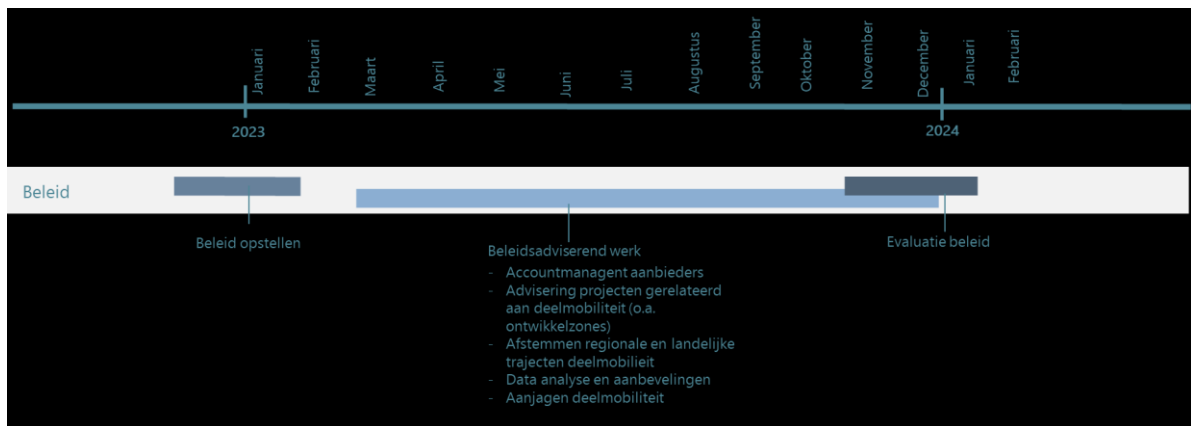 Januari
Februari
Maart
April
Mei
Juni
Juli
Augustus
September
Oktober
November
December
Januari
Februari
2023
2024
Beleid
Beleid opstellen
Beleidsadviserend werk
- Accountmanagent aanbieders
- Advisering projecten gerelateerd
aan deelmobiliteit (o.a.
ontwikkelzones)
- Afstemmen regionale en landelijke
trajecten deelmobilieit
- Data analyse en aanbevelingen
- Aanjagen deelmobiliteit
Evaluatie beleid